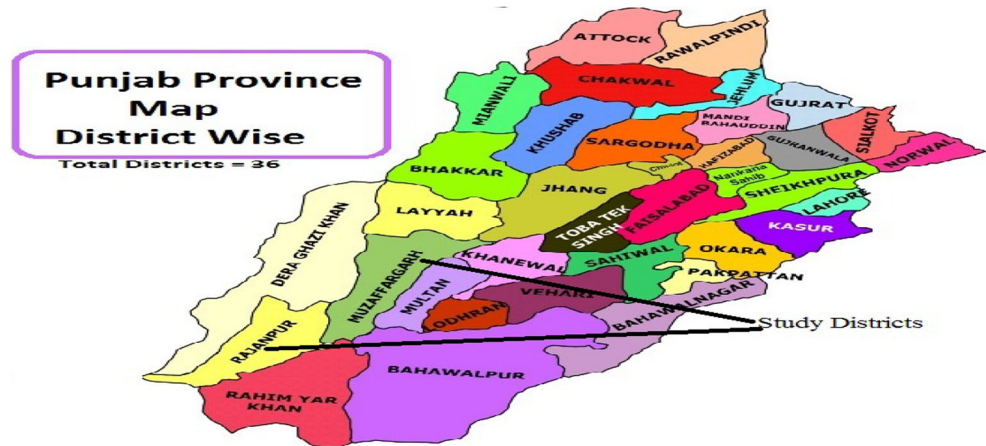 Punjab Province
Map
District Wise
Total Districts = 36
ATTOCK
RAWALPINDI
CHAKWAL
JEHLUM
GUJRAT
MIANWALI
KHUSHAB
MANDI
BAHAUDDIN
SIALKOT
SARGODHA
HAFIZABAD
GUJRANWALA
NORWAL
BHAKKAR
JHANG
Nankana
Sahib
SHEIKHPURA
LAHORE
FAISALABAD
LAYYAH
TOBA TEK
SINGH
KASUR
DERA GHAZI KHAN
MUZAFFARGARH
KHANEWAL
SAHIWAL
OKARA
PAKPATTAN
MULTAN
VEHARI
ODHRAN
BAHAWALNAGAR
Study Districts
RAJANPUR
BAHAWALPUR
RAHIM YAR
KHAN